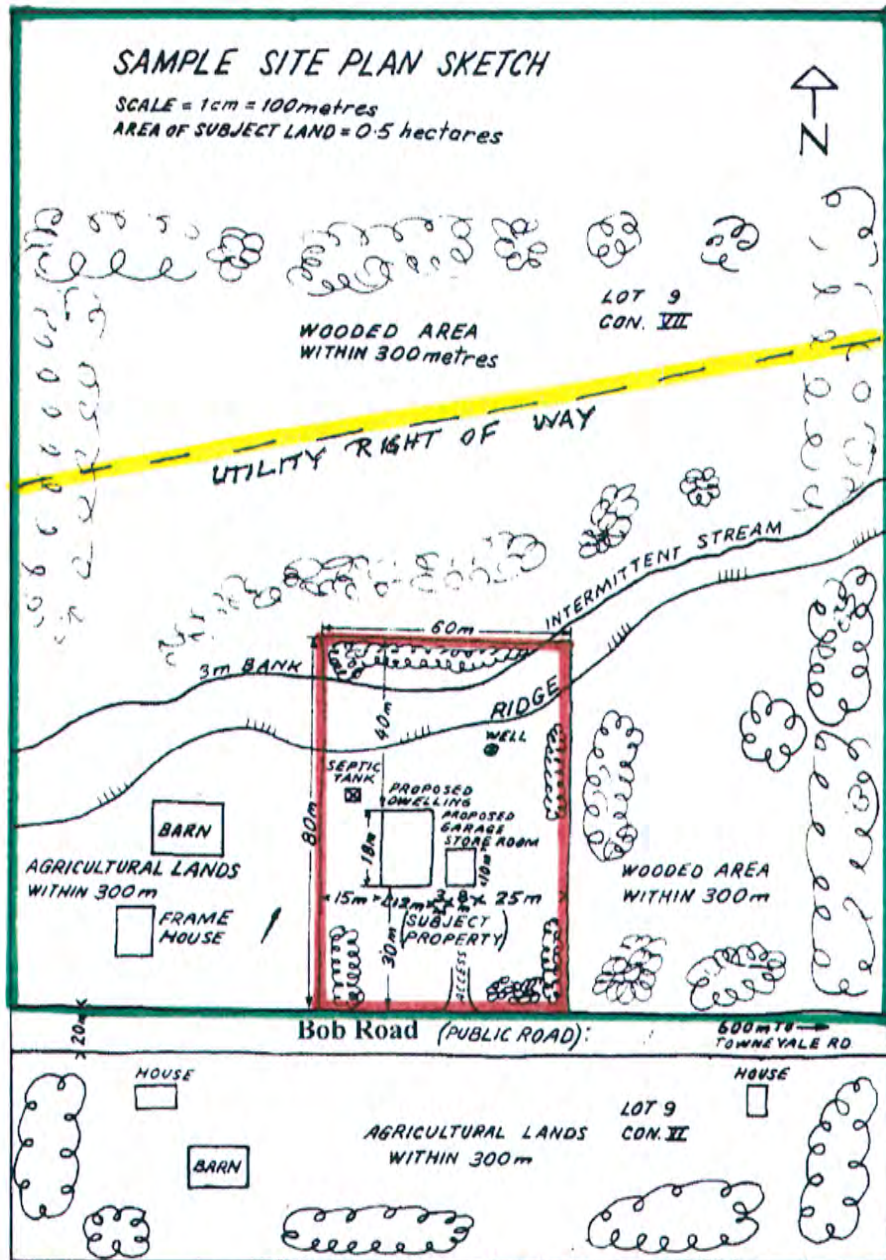 SAMPLE SITE PLAN SKETCH
SCALE = 1cm = 100metres
AREA OF SUBJECT LAND = 0.5 hectares
N
LOT 9
CON. VII
WOODED AREA
WITHIN 300metres
UTILITY RIGHT OF WAY
INTERMITTENT STREAM
60m
3m BANK
RIDGE
40m
WELL
SEPTIC
TANK
80m
PROPOSED
DWELLING
PROPOSED
GARAGE
STORE ROOM
18m
10m
BARN
AGRICULTURAL LANDS
WITHIN 300m
WOODED AREA
WITHIN 300m
15m
12m
25m
FRAME
HOUSE
(SUBJECT
PROPERTY)
30m
ACCESS
20m
Bob Road (PUBLIC ROAD):
600m TO
TOWNEVALE RD
HOUSE
HOUSE
LOT 9
CON. VI
AGRICULTURAL LANDS
WITHIN 300m
BARN